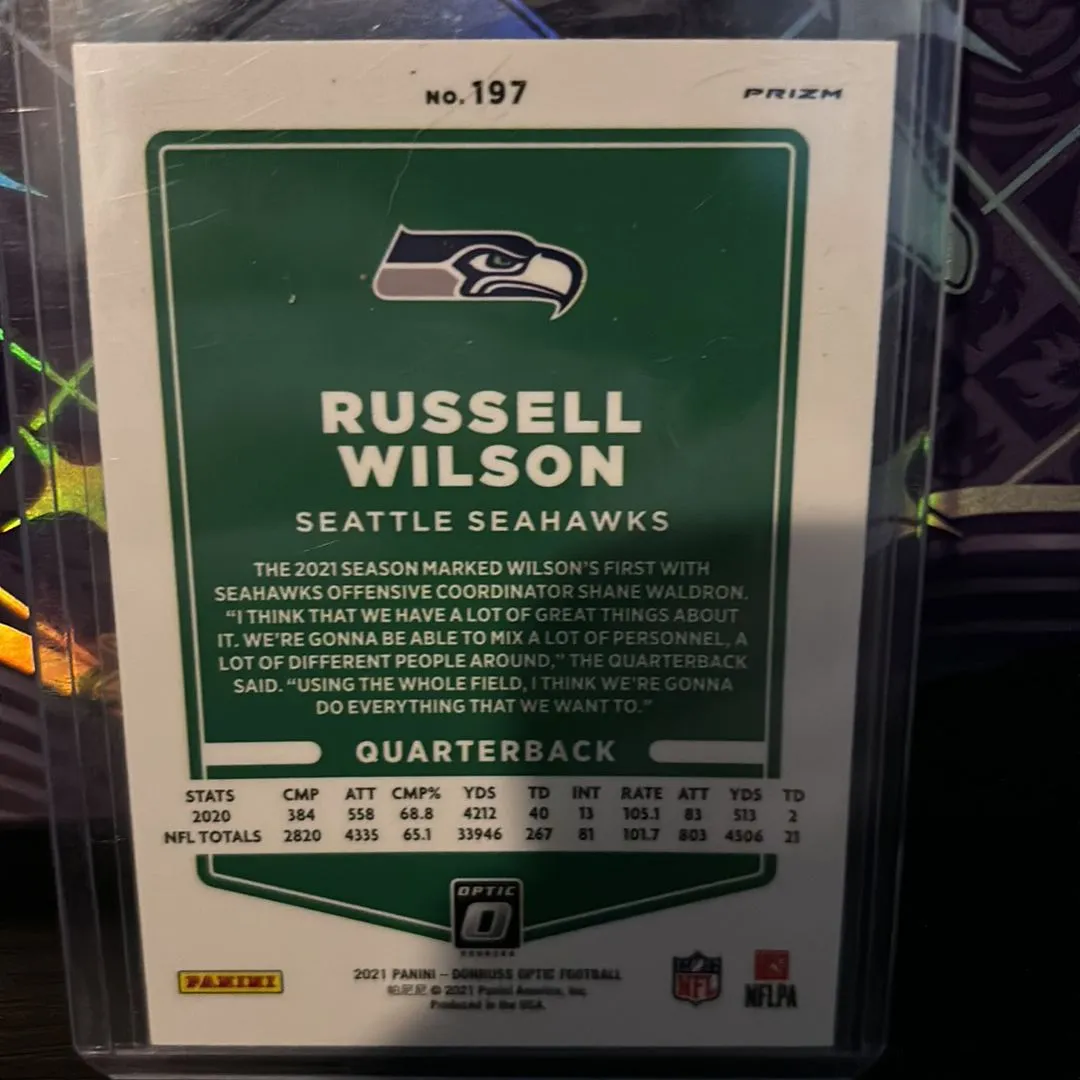 NO. 197
PRIZM
RUSSELL
WILSON
SEATTLE SEAHAWKS
THE 2021 SEASON MARKED WILSON'S FIRST WITH
SEAHAWKS OFFENSIVE COORDINATOR SHANE WALDRON.
"I THINK THAT WE HAVE A LOT OF GREAT THINGS ABOUT
IT. WE'RE GONNA BE ABLE TO MIX A LOT OF PERSONNEL, A
LOT OF DIFFERENT PEOPLE AROUND," THE QUARTERBACK
SAID. "USING THE WHOLE FIELD, I THINK WE'RE GONNA
DO EVERYTHING THAT WE WANT TO."
QUARTERBACK
STATS CMP ATT CMP% YDS TD INT RATE ATT YDS TD
2020 384 558 68.8 4212 40 13 105.1 83 513 2
NFL TOTALS 2820 4335 65.1 33946 267 81 101.7 803 4506 21
OPTIC
DONRUSS
PANINI
2021 PANINI – DONRUSS OPTIC FOOTBALL
© 2021 Panini America, Inc.
Produced in the USA.
NFL
NFLPA